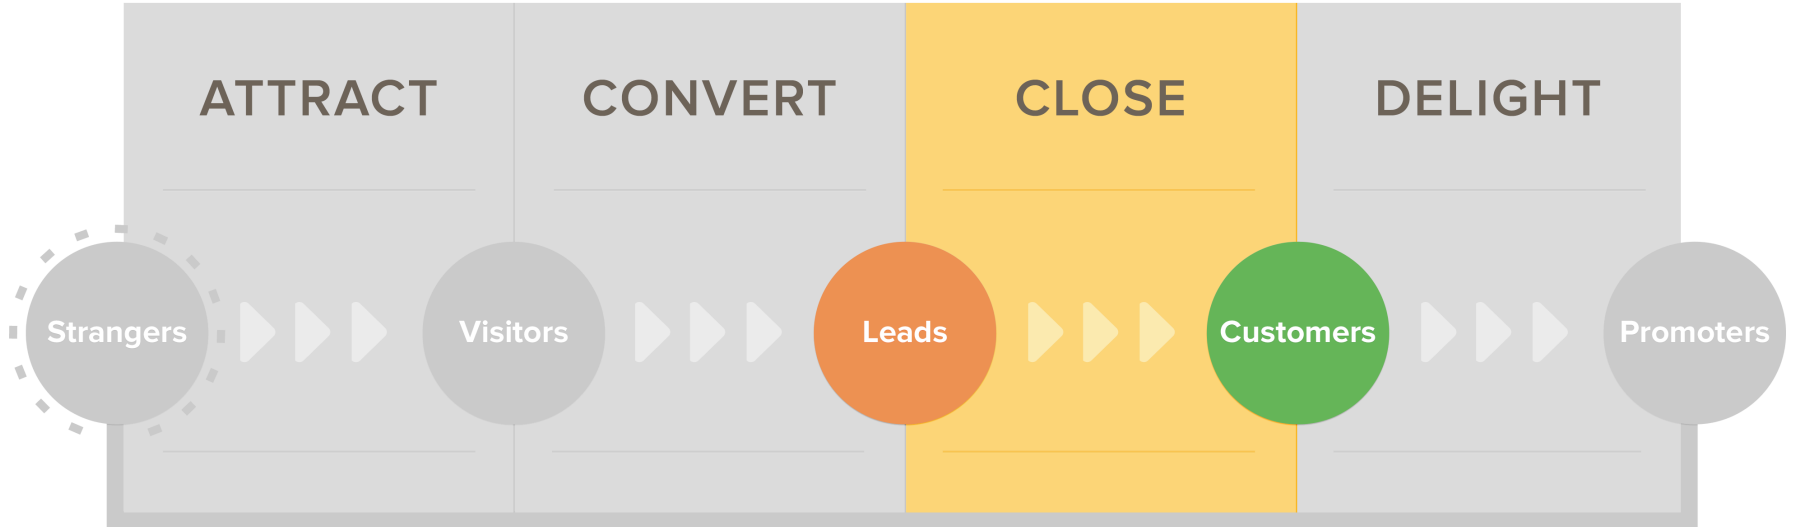 ATTRACT
CONVERT
CLOSE
DELIGHT
Strangers
Visitors
Leads
Customers
Promoters